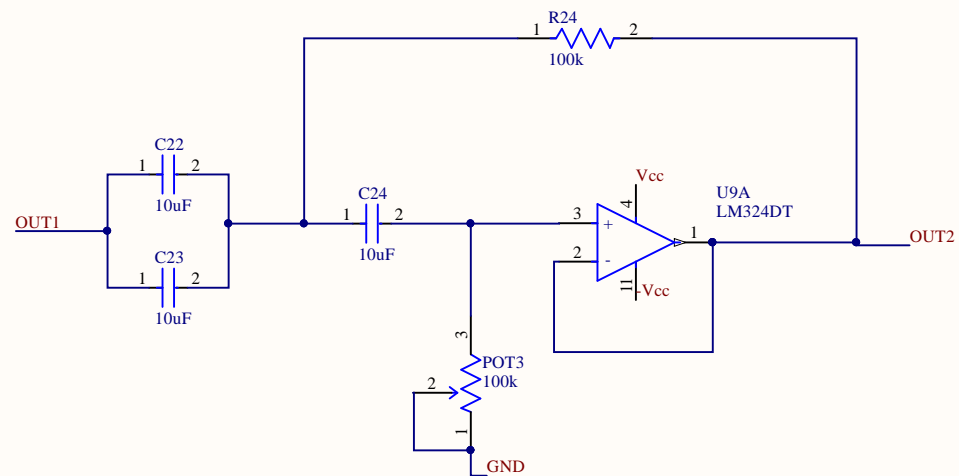 R24
1 2
100k
C22
1 2
10uF
OUT1
C23
1 2
10uF
C24
1 2
10uF
Vcc
4
U9A
LM324DT
3 + 1
2 -
11
-Vcc
OUT2
3
POT3
2 100k
1
GND